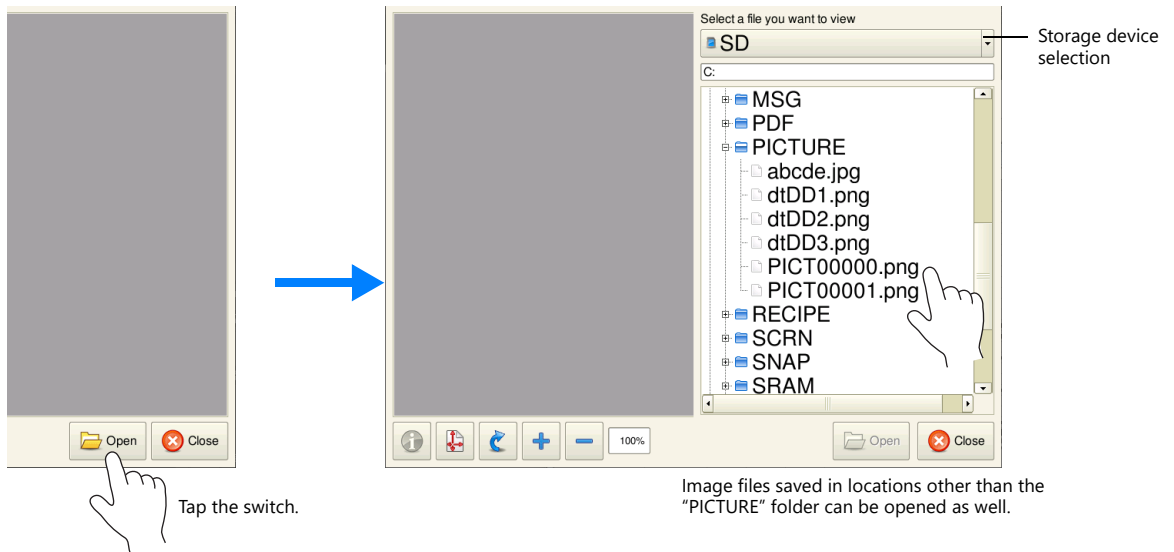 Open
Close
Tap the switch.
Select a file you want to view
SD
C:
MSG
PDF
PICTURE
abcde.jpg
dtDD1.png
dtDD2.png
dtDD3.png
PICT00000.png
PICT00001.png
RECIPE
SCRN
SNAP
SRAM
100%
Open
Close
Storage device
selection
Image files saved in locations other than the
“PICTURE” folder can be opened as well.